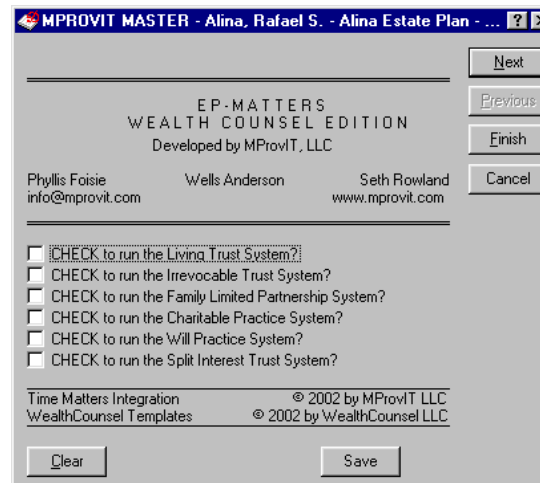 MPROVIT MASTER - Alina, Rafael S. - Alina Estate Plan - ...
Next
Previous
Finish
Cancel
EP-MATTERS
WEALTH COUNSEL EDITION
Developed by MProvIT, LLC
Phyllis Foisie Wells Anderson Seth Rowland
info@mprovit.com www.mprovit.com
CHECK to run the Living Trust System?
CHECK to run the Irrevocable Trust System?
CHECK to run the Family Limited Partnership System?
CHECK to run the Charitable Practice System?
CHECK to run the Will Practice System?
CHECK to run the Split Interest Trust System?
Time Matters Integration © 2002 by MProvIT LLC
WealthCounsel Templates © 2002 by WealthCounsel LLC
Clear Save